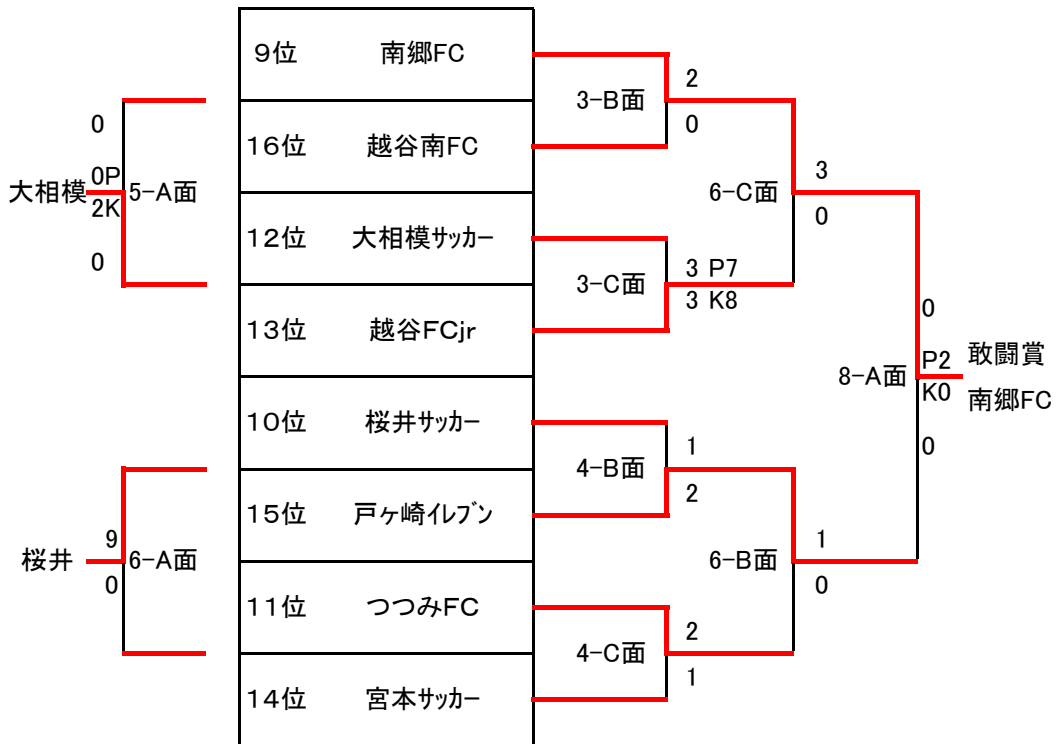 9位 南郷FC
16位 越谷南FC
12位 大相模サッカー
13位 越谷FCjr
10位 桜井サッカー
15位 戸ヶ崎イレブン
11位 つつみFC
14位 宮本サッカー
0
大相模 0P 5-A面
2K
0
桜井 9 6-A面
0
3-B面 2
0
3-C面 3 P7
3 K8
4-B面 1
2
4-C面 2
1
6-C面 3
0
6-B面 1
0
0
8-A面 P2 敢闘賞
K0 南郷FC
0